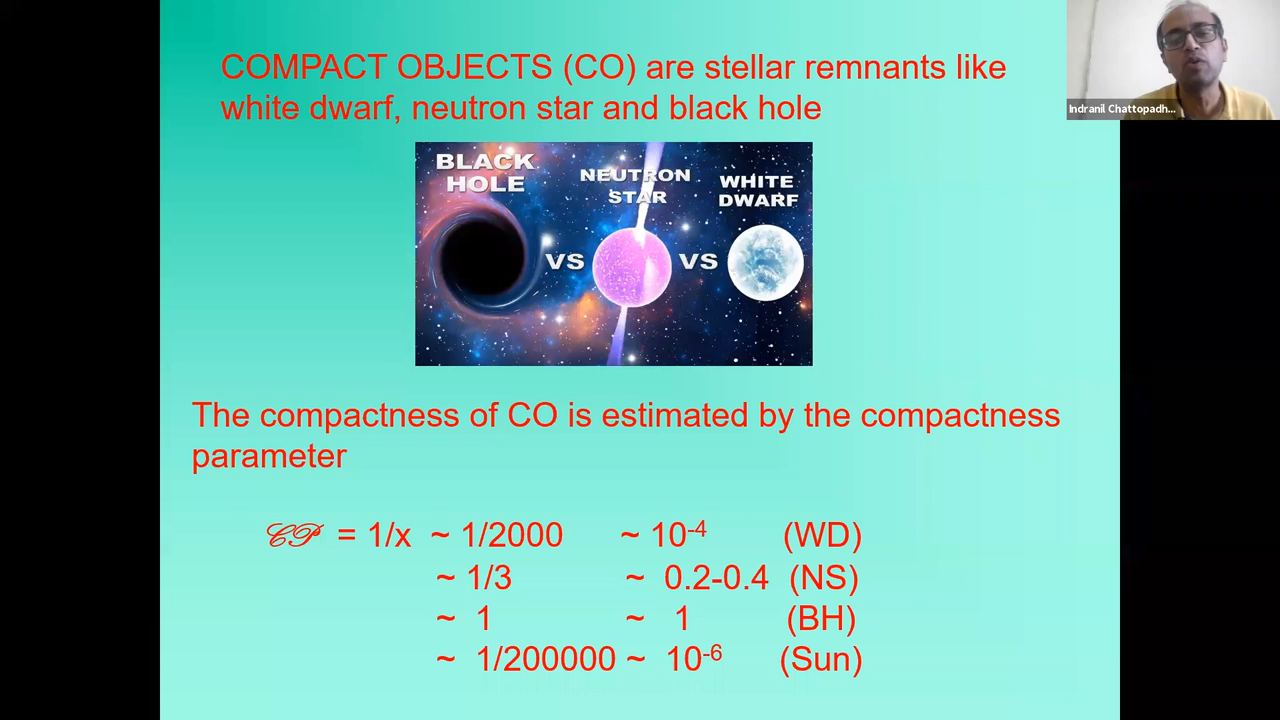 COMPACT OBJECTS (CO) are stellar remnants like
white dwarf, neutron star and black hole
Indranil Chattopadh...
BLACK
HOLE
VS
NEUTRON
STAR
VS
WHITE
DWARF
The compactness of CO is estimated by the compactness
parameter
𝒞𝒫 = 1/x ~ 1/2000 ~ 10⁻⁴ (WD)
~ 1/3 ~ 0.2-0.4 (NS)
~ 1 ~ 1 (BH)
~ 1/200000 ~ 10⁻⁶ (Sun)